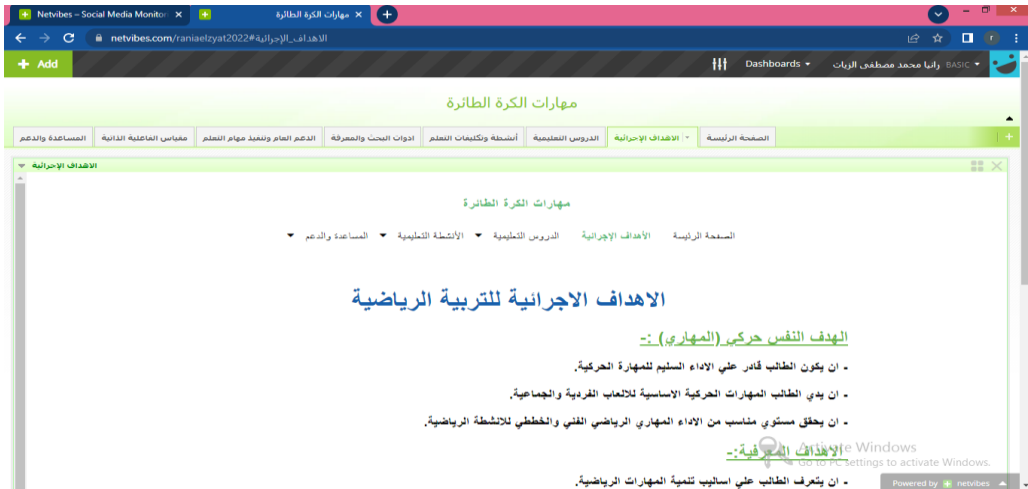 Netvibes – Social Media Monitor
مهارات الكرة الطائرة
netvibes.com/raniaelzyat2022#الاهداف_الإجرائية
Add
Dashboards
رانيا محمد مصطفى الزيات
BASIC
مهارات الكرة الطائرة
الصفحة الرئيسة
الاهداف الإجرائية
الدروس التعليمية
أنشطة وتكليفات التعلم
ادوات البحث والمعرفة
الدعم العام وتنفيذ مهام التعلم
مقياس الفاعلية الذاتية
المساعدة والدعم
الاهداف الإجرائية
مهارات الكرة الطائرة
الصفحة الرئيسة
الأهداف الإجرائية
الدروس التعليمية
الأنشطة التعليمية
المساعدة والدعم
الاهداف الاجرائية للتربية الرياضية
الهدف النفس حركي (المهاري) :-
- ان يكون الطالب قادر علي الاداء السليم للمهارة الحركية.
- ان يدي الطالب المهارات الحركية الاساسية للالعاب الفردية والجماعية.
- ان يحقق مستوي مناسب من الاداء المهاري الرياضي الفني والخططي للانشطة الرياضية.
الاهداف المعرفية:-
- ان يتعرف الطالب علي اساليب تنمية المهارات الرياضية.
Activate Windows
Go to PC settings to activate Windows.
Powered by netvibes